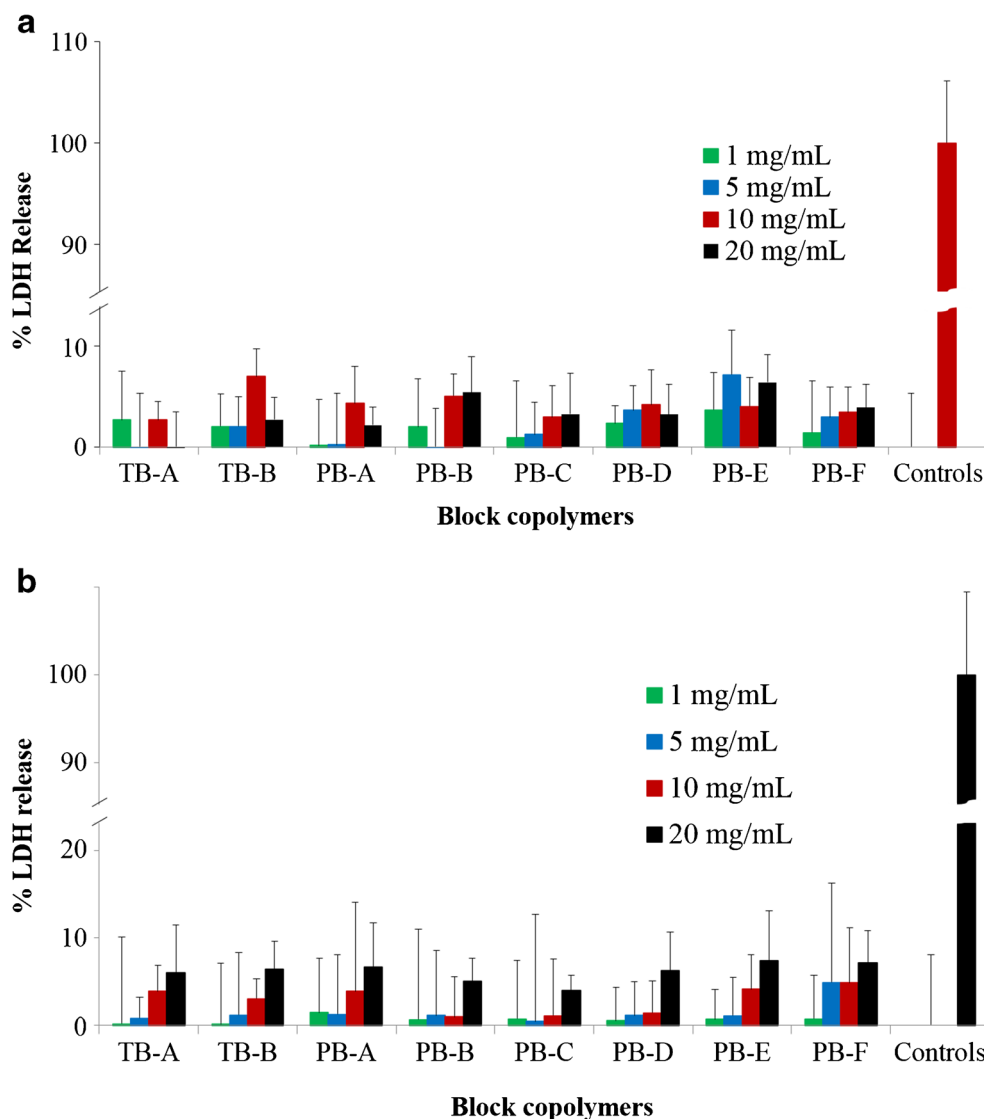 a
110
100
90
10
0
% LDH Release
1 mg/mL
5 mg/mL
10 mg/mL
20 mg/mL
TB-A TB-B PB-A PB-B PB-C PB-D PB-E PB-F Controls
Block copolymers
b
100
90
20
10
0
% LDH release
1 mg/mL
5 mg/mL
10 mg/mL
20 mg/mL
TB-A TB-B PB-A PB-B PB-C PB-D PB-E PB-F Controls
Block copolymers